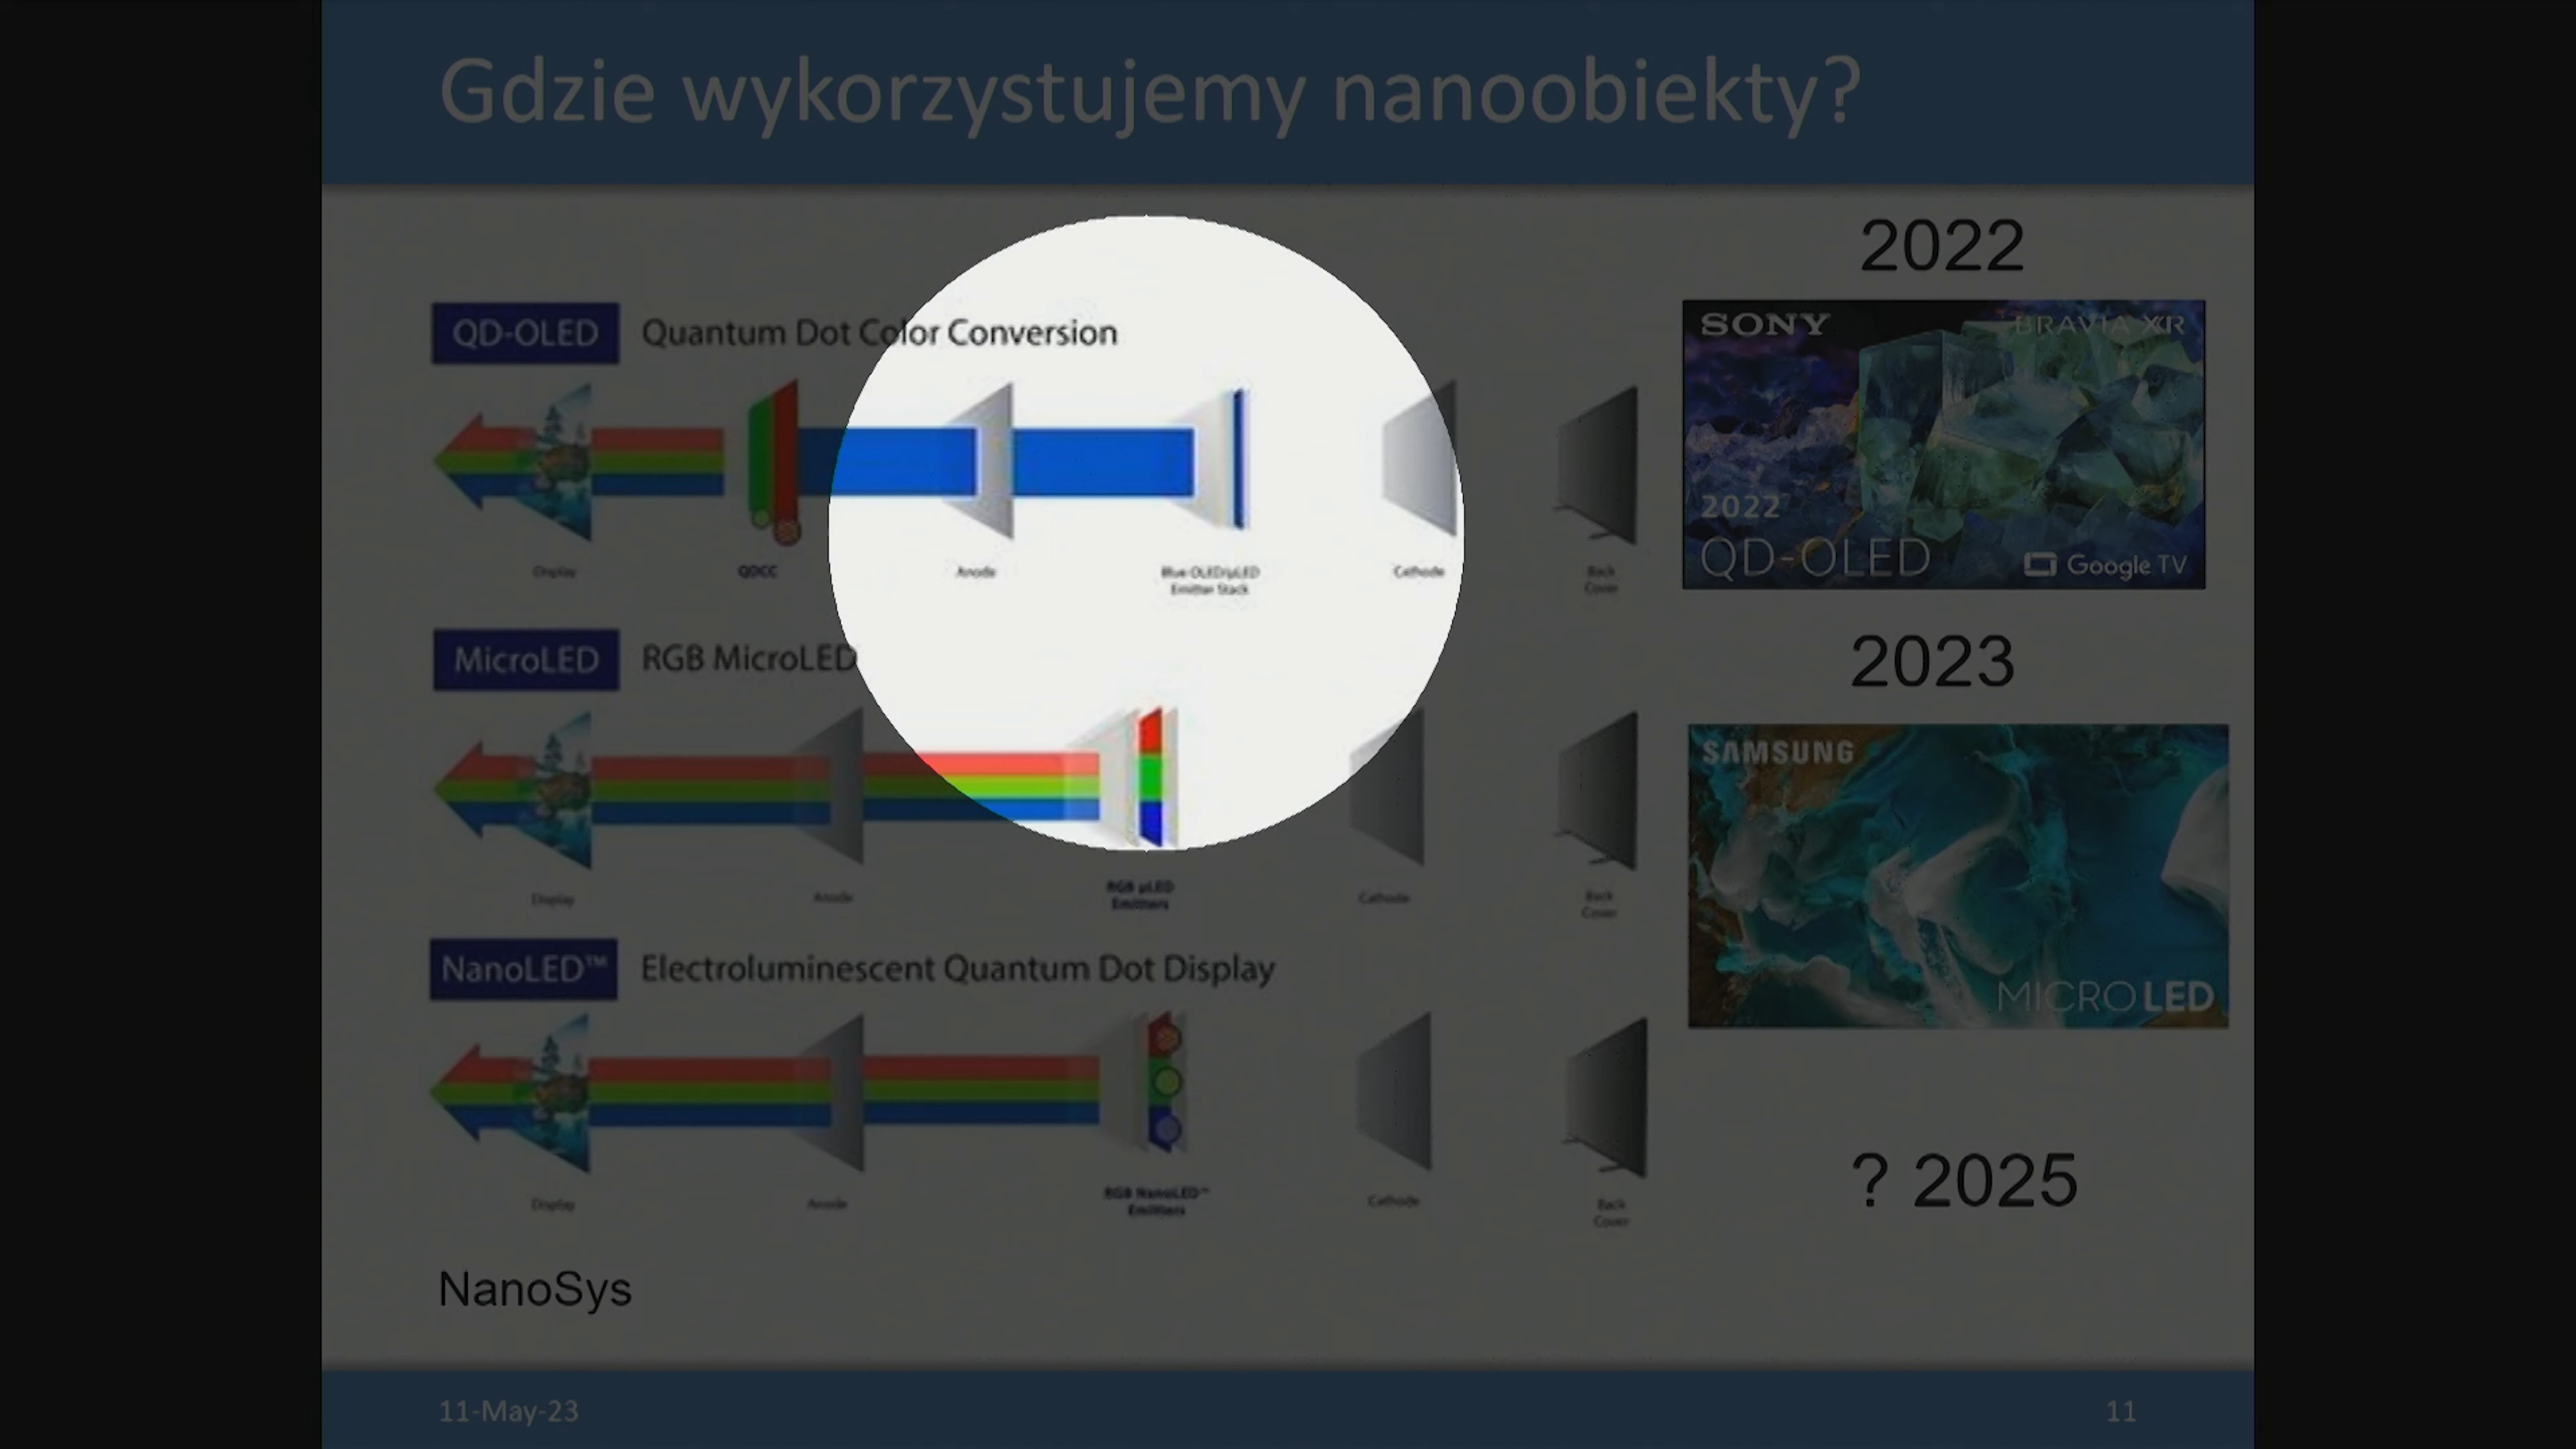 Gdzie wykorzystujemy nanoobiekty?
2022
QD-OLED Quantum Dot Color Conversion
SONY BRAVIA XR
2022
QD-OLED Google TV
Display QDCC Anode Blue OLED/µLED Emitter Stack Cathode Back Cover
2023
MicroLED RGB MicroLED
SAMSUNG
MICRO LED
Display Anode RGB µLED Emitters Cathode Back Cover
NanoLED™ Electroluminescent Quantum Dot Display
? 2025
Display Anode RGB NanoLED™ Emitters Cathode Back Cover
NanoSys
11-May-23 11